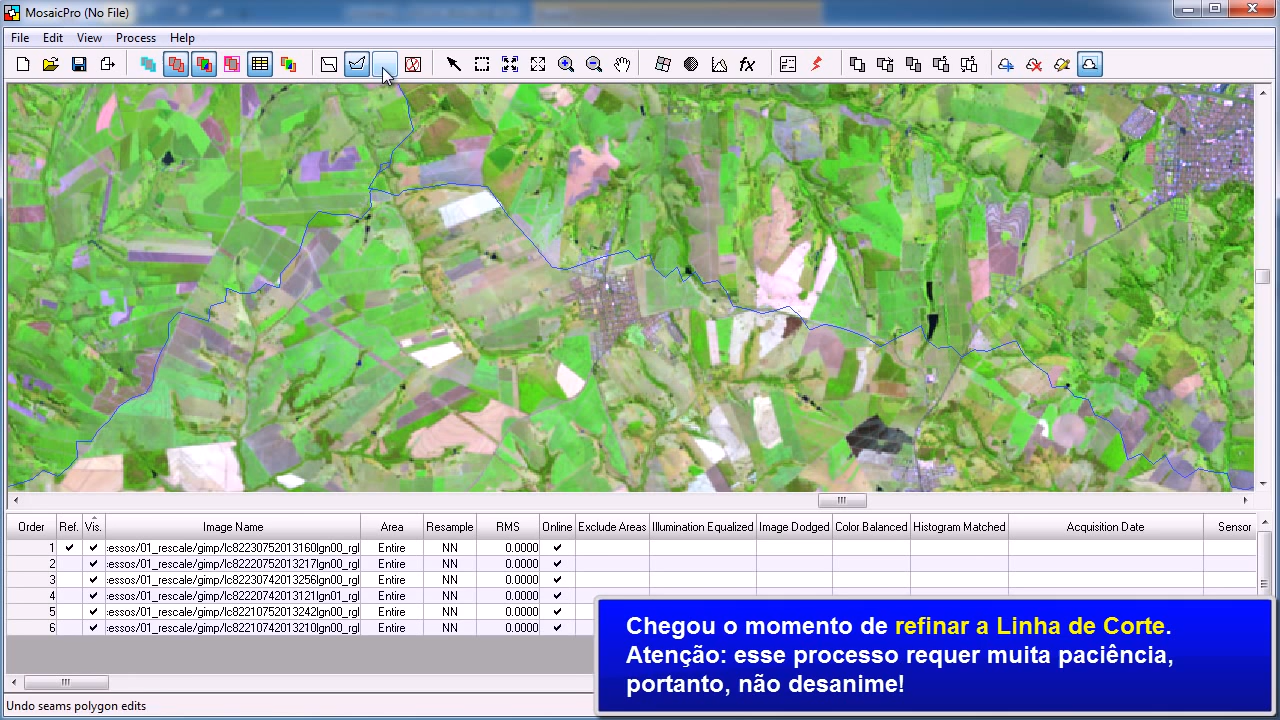 MosaicPro (No File)
File Edit View Process Help
Order Ref. Vis. Image Name Area Resample RMS Online Exclude Areas Illumination Equalized Image Dodged Color Balanced Histogram Matched Acquisition Date Sensor
1 :essos/01_rescale/gimp/lc82230752013160lgn00_rgl Entire NN 0.0000
2 :essos/01_rescale/gimp/lc82220752013217lgn00_rgl Entire NN 0.0000
3 :essos/01_rescale/gimp/lc82230742013256lgn00_rgl Entire NN 0.0000
4 :essos/01_rescale/gimp/lc82220742013121lgn01_rgl Entire NN 0.0000
5 :essos/01_rescale/gimp/lc82210752013242lgn00_rgl Entire NN 0.0000
6 :essos/01_rescale/gimp/lc82210742013210lgn00_rgl Entire NN 0.0000
Chegou o momento de refinar a Linha de Corte.
Atenção: esse processo requer muita paciência,
portanto, não desanime!
Undo seams polygon edits